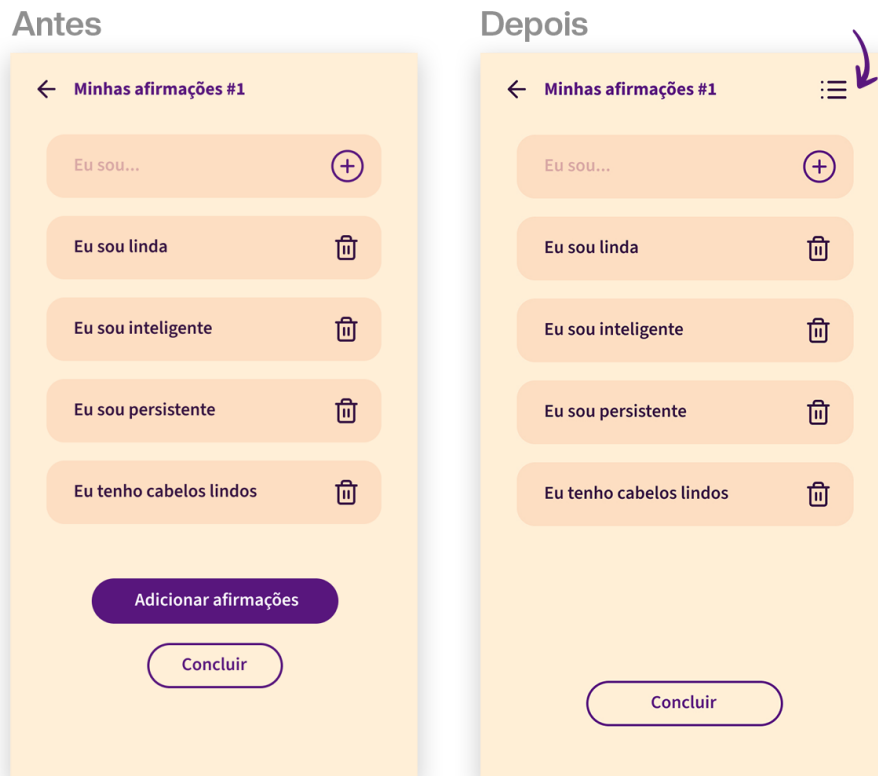 Antes
Minhas afirmações #1
Eu sou...
Eu sou linda
Eu sou inteligente
Eu sou persistente
Eu tenho cabelos lindos
Adicionar afirmações
Concluir
Depois
Minhas afirmações #1
Eu sou...
Eu sou linda
Eu sou inteligente
Eu sou persistente
Eu tenho cabelos lindos
Concluir